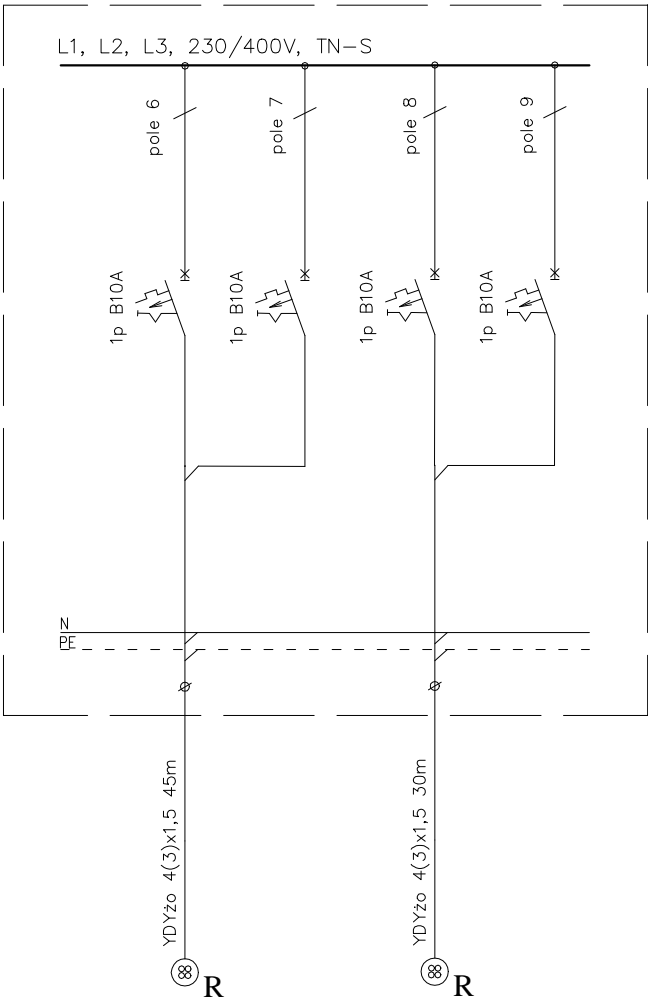 L1, L2, L3, 230/400V, TN-S
pole 6
pole 7
pole 8
pole 9
1p B10A
1p B10A
1p B10A
1p B10A
N
PE
YDYżo 4(3)x1,5 45m
YDYżo 4(3)x1,5 30m
R
R